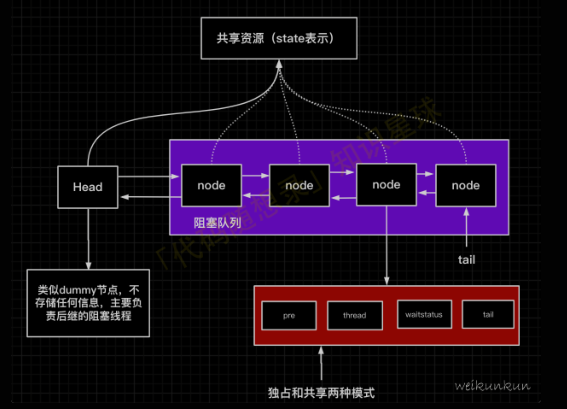 共享资源（state表示）
「代码随想录」知识星球
Head
node
node
node
node
阻塞队列
tail
类似dummy节点，不
存储任何信息，主要负
责后继的阻塞线程
pre
thread
waitstatus
tail
独占和共享两种模式
weikunkun